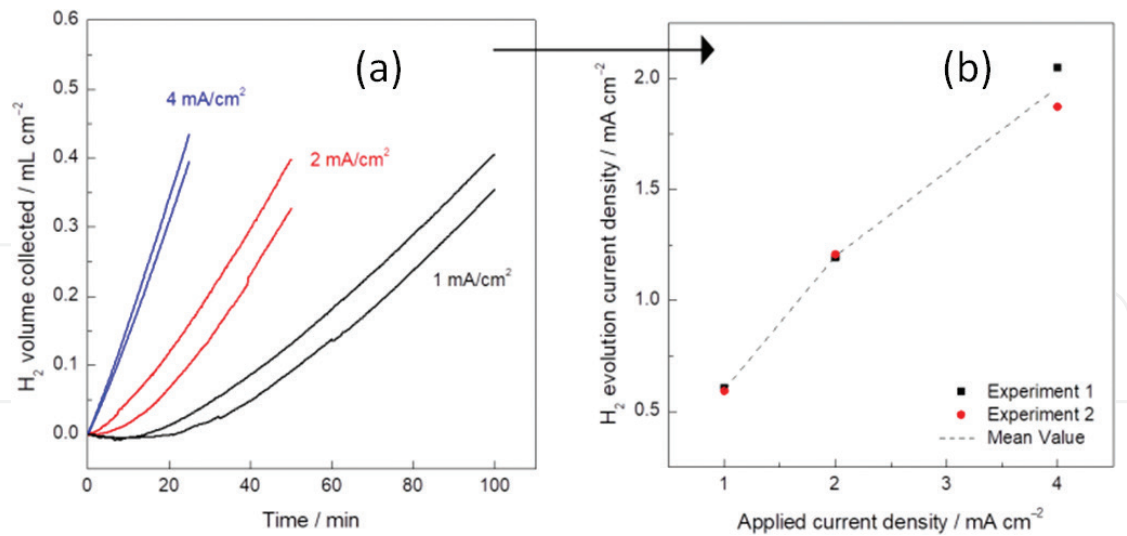 (a)
4 mA/cm²
2 mA/cm²
1 mA/cm²
H₂ volume collected / mL cm⁻²
0.6
0.5
0.4
0.3
0.2
0.1
0.0
0 20 40 60 80 100
Time / min
(b)
H₂ evolution current density / mA cm⁻²
2.0
1.5
1.0
0.5
Experiment 1
Experiment 2
Mean Value
1 2 3 4
Applied current density / mA cm⁻²